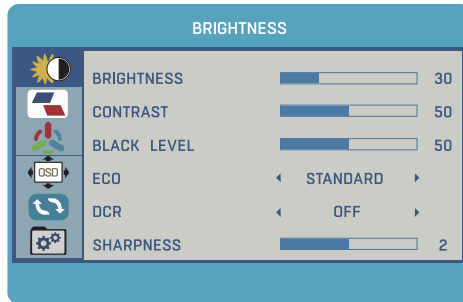 BRIGHTNESS
BRIGHTNESS 30
CONTRAST 50
BLACK LEVEL 50
OSD ECO STANDARD
DCR OFF
SHARPNESS 2